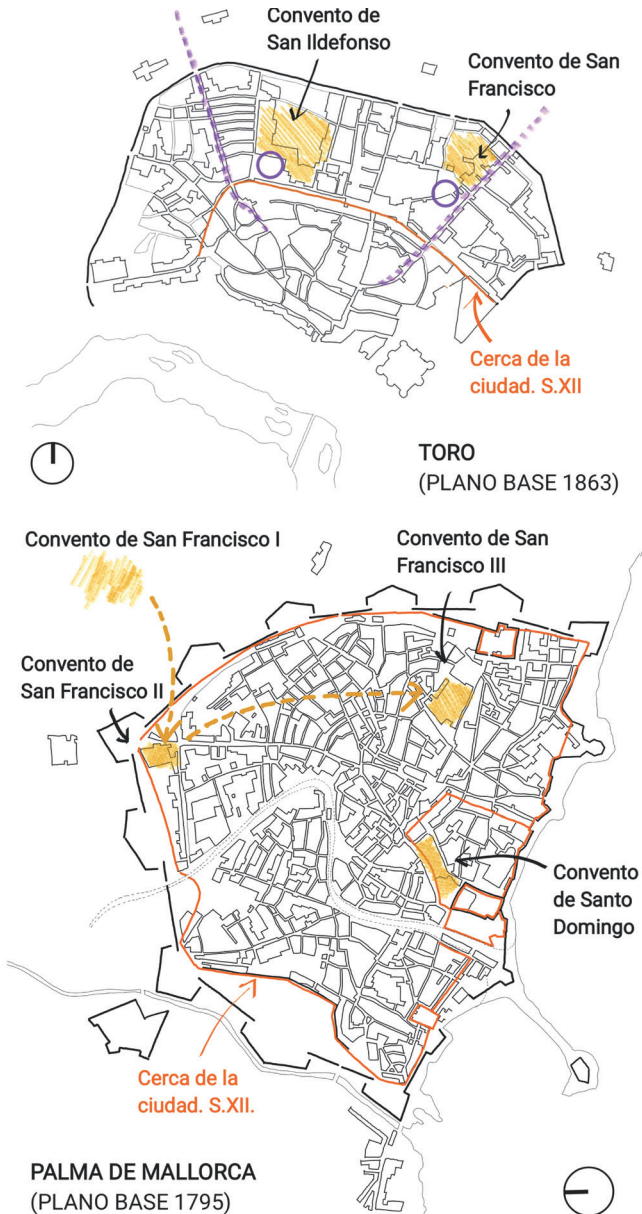 Convento de
San Ildefonso
Convento de San
Francisco
Cerca de la
ciudad. S.XII
TORO
(PLANO BASE 1863)
Convento de San Francisco I
Convento de San
Francisco III
Convento de
San Francisco II
Convento
de Santo
Domingo
Cerca de la
ciudad. S.XII.
PALMA DE MALLORCA
(PLANO BASE 1795)